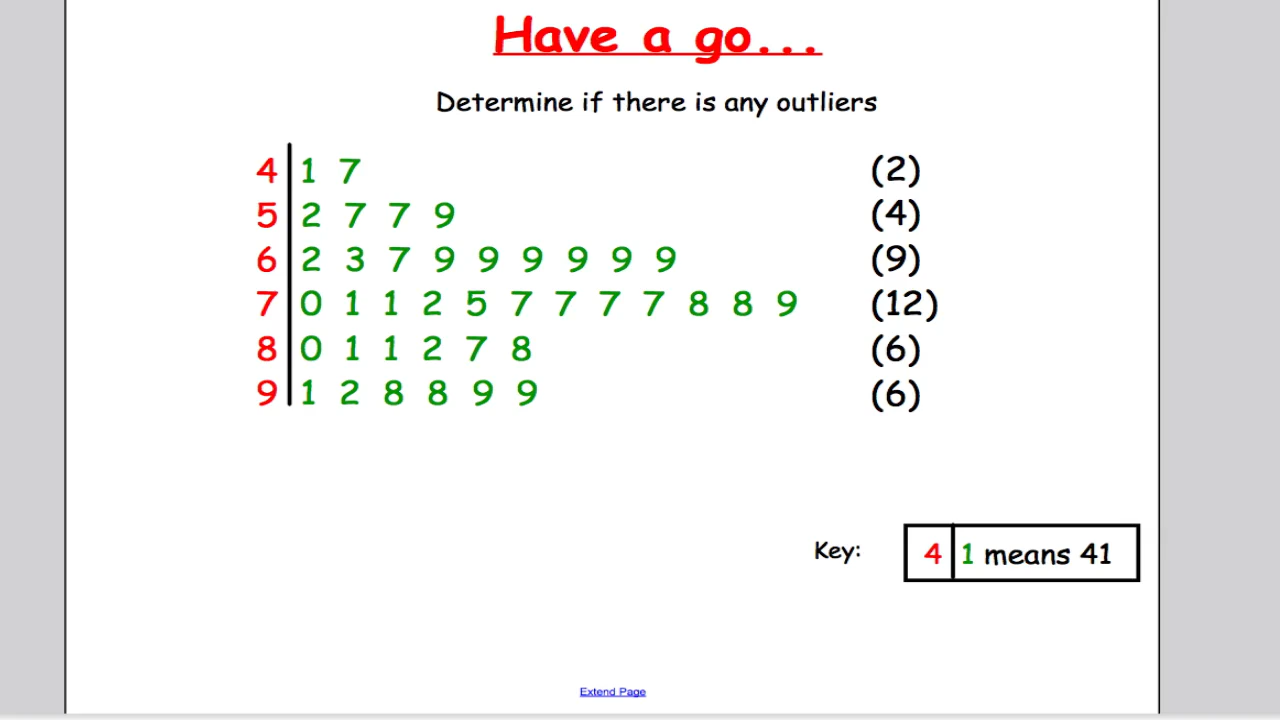 Have a go...
Determine if there is any outliers
4 1 7 (2)
5 2 7 7 9 (4)
6 2 3 7 9 9 9 9 9 9 (9)
7 0 1 1 2 5 7 7 7 7 8 8 9 (12)
8 0 1 1 2 7 8 (6)
9 1 2 8 8 9 9 (6)
Key: 4 1 means 41
Extend Page